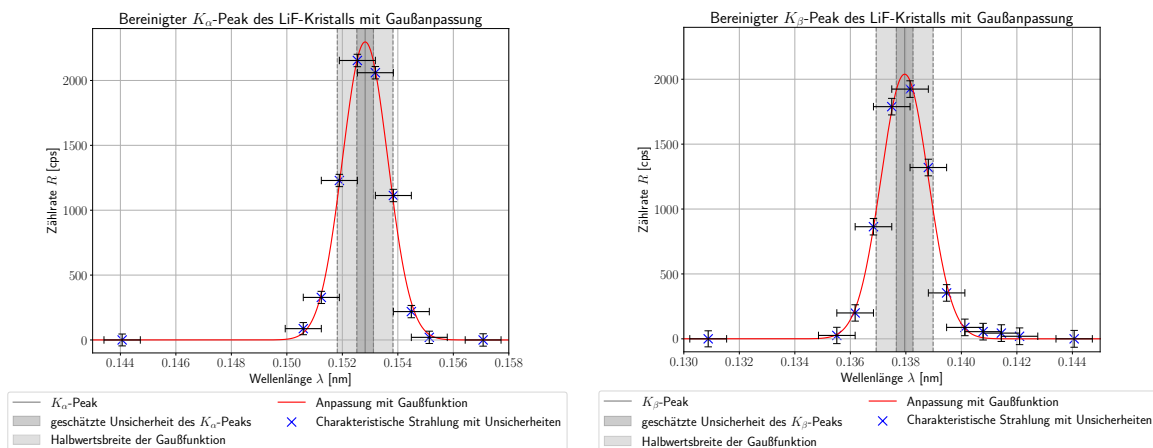 Bereinigter Kα-Peak des LiF-Kristalls mit Gaußanpassung
Zählrate R [cps]
2000
1500
1000
500
0
0.144
0.146
0.148
0.150
0.152
0.154
0.156
0.158
Wellenlänge λ [nm]
Kα-Peak
geschätzte Unsicherheit des Kα-Peaks
Halbwertsbreite der Gaußfunktion
Anpassung mit Gaußfunktion
Charakteristische Strahlung mit Unsicherheiten
Bereinigter Kβ-Peak des LiF-Kristalls mit Gaußanpassung
Zählrate R [cps]
2000
1500
1000
500
0
0.130
0.132
0.134
0.136
0.138
0.140
0.142
0.144
Wellenlänge λ [nm]
Kβ-Peak
geschätzte Unsicherheit des Kβ-Peaks
Halbwertsbreite der Gaußfunktion
Anpassung mit Gaußfunktion
Charakteristische Strahlung mit Unsicherheiten